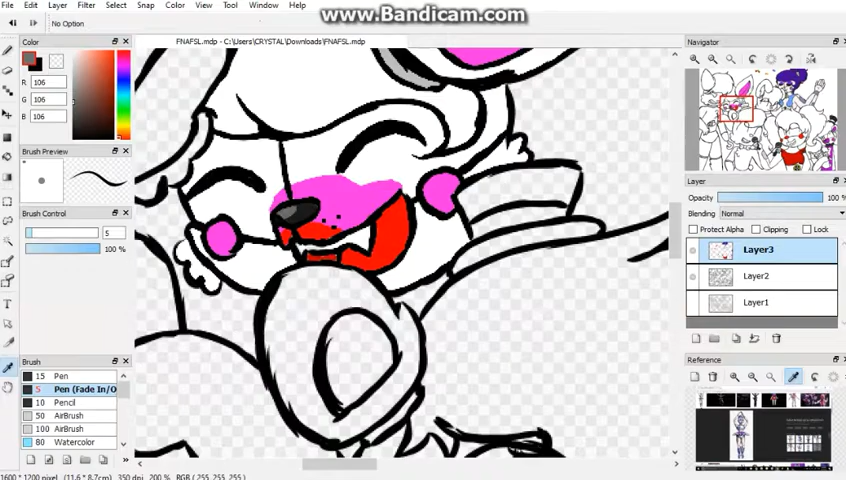 www.Bandicam.com
File Edit Layer Filter Select Snap Color View Tool Window Help
No Option
Color
FNAFSL.mdp - C:\Users\CRYSTAL\Downloads\FNAFSL.mdp
Navigator
R 106
G 106
B 106
Brush Preview
Brush Control
5
100 %
Layer
Opacity 100 %
Blending Normal
Protect Alpha Clipping Lock
Layer3
Layer2
Layer1
Reference
Brush
15 Pen
5 Pen (Fade In/O
10 Pencil
50 AirBrush
100 AirBrush
80 Watercolor
1600 * 1200 pixel (11.6 * 8.7cm) 350 dpi 200 % RGB ( 255, 255, 255 )